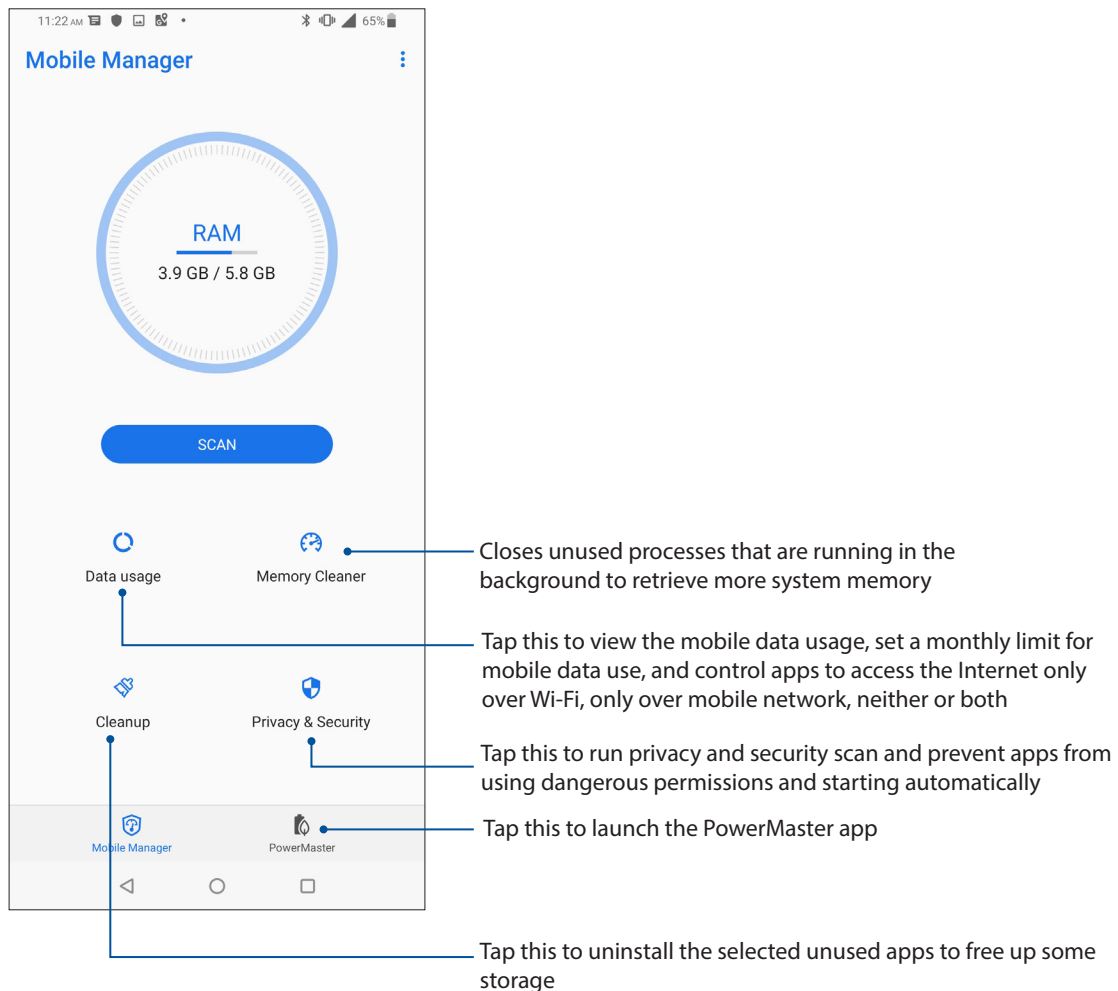 11:22 AM
65%
Mobile Manager
RAM
3.9 GB / 5.8 GB
SCAN
Data usage
Memory Cleaner
Closes unused processes that are running in the
background to retrieve more system memory
Tap this to view the mobile data usage, set a monthly limit for
mobile data use, and control apps to access the Internet only
over Wi-Fi, only over mobile network, neither or both
Cleanup
Privacy & Security
Tap this to run privacy and security scan and prevent apps from
using dangerous permissions and starting automatically
Mobile Manager
PowerMaster
Tap this to launch the PowerMaster app
Tap this to uninstall the selected unused apps to free up some
storage